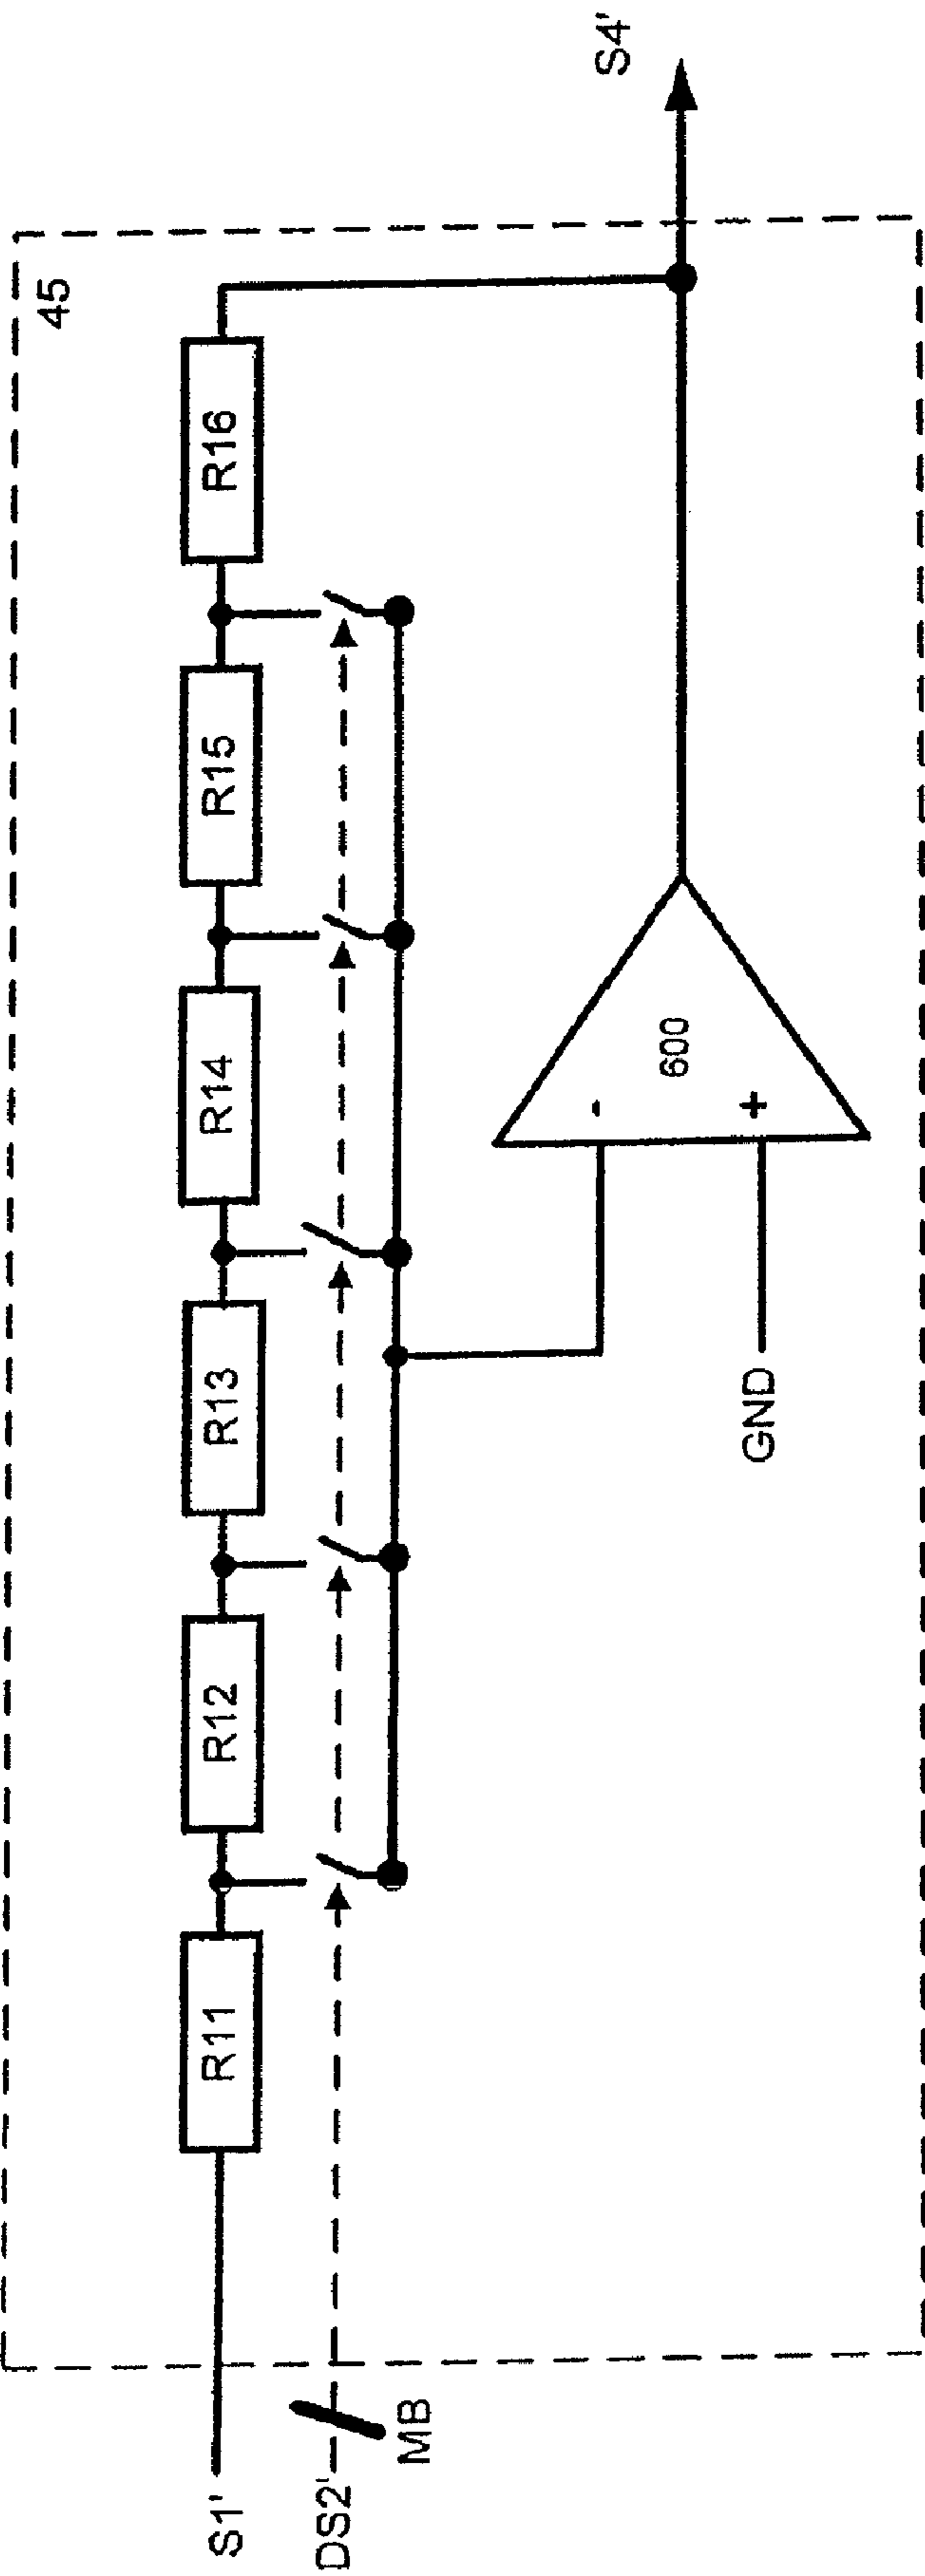 45
R11
R12
R13
R14
R15
R16
S1'
DS2'
MB
S4'
-
600
+
GND